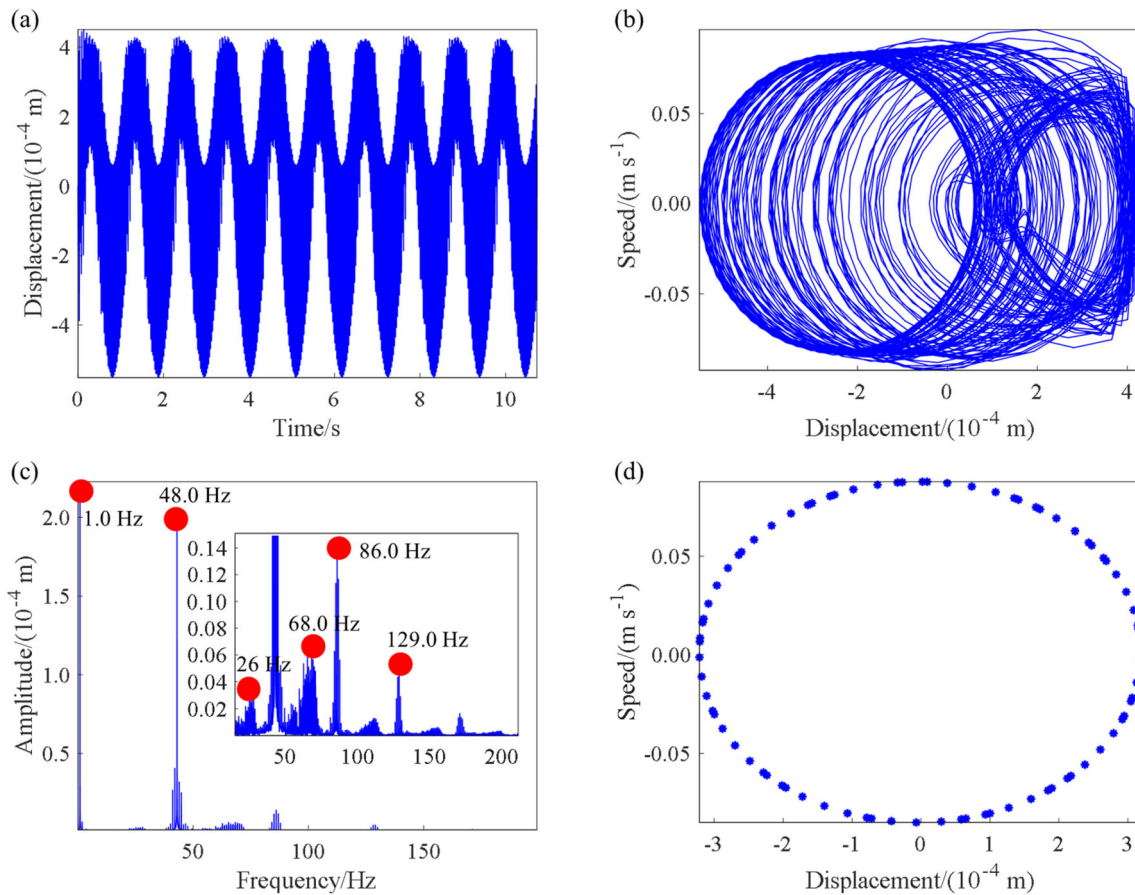 (a)
Displacement/(10⁻⁴ m)
4
2
0
-2
-4
0 2 4 6 8 10
Time/s
(b)
Speed/(m s⁻¹)
0.05
0.00
-0.05
-4 -2 0 2 4
Displacement/(10⁻⁴ m)
(c)
Amplitude/(10⁻⁴ m)
2.0
1.5
1.0
0.5
50 100 150
Frequency/Hz
1.0 Hz
48.0 Hz
0.14
0.12
0.10
0.08
0.06
0.04
0.02
50 100 150 200
26 Hz
68.0 Hz
86.0 Hz
129.0 Hz
(d)
Speed/(m s⁻¹)
0.05
0.00
-0.05
-3 -2 -1 0 1 2 3
Displacement/(10⁻⁴ m)